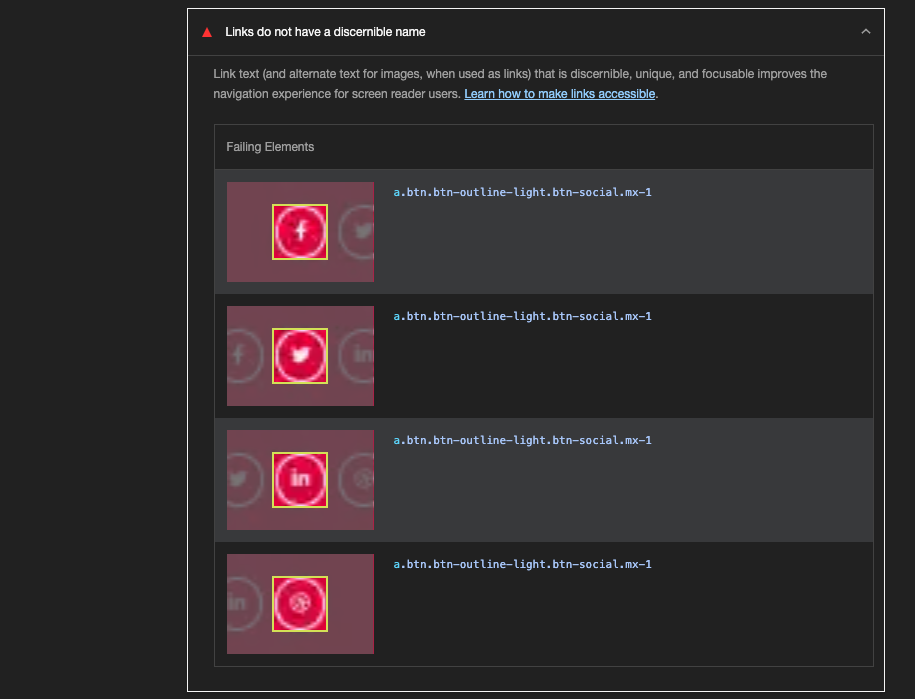 Links do not have a discernible name
Link text (and alternate text for images, when used as links) that is discernible, unique, and focusable improves the
navigation experience for screen reader users. Learn how to make links accessible.
Failing Elements
a.btn.btn-outline-light.btn-social.mx-1
f
a.btn.btn-outline-light.btn-social.mx-1
f in
a.btn.btn-outline-light.btn-social.mx-1
in
a.btn.btn-outline-light.btn-social.mx-1
in